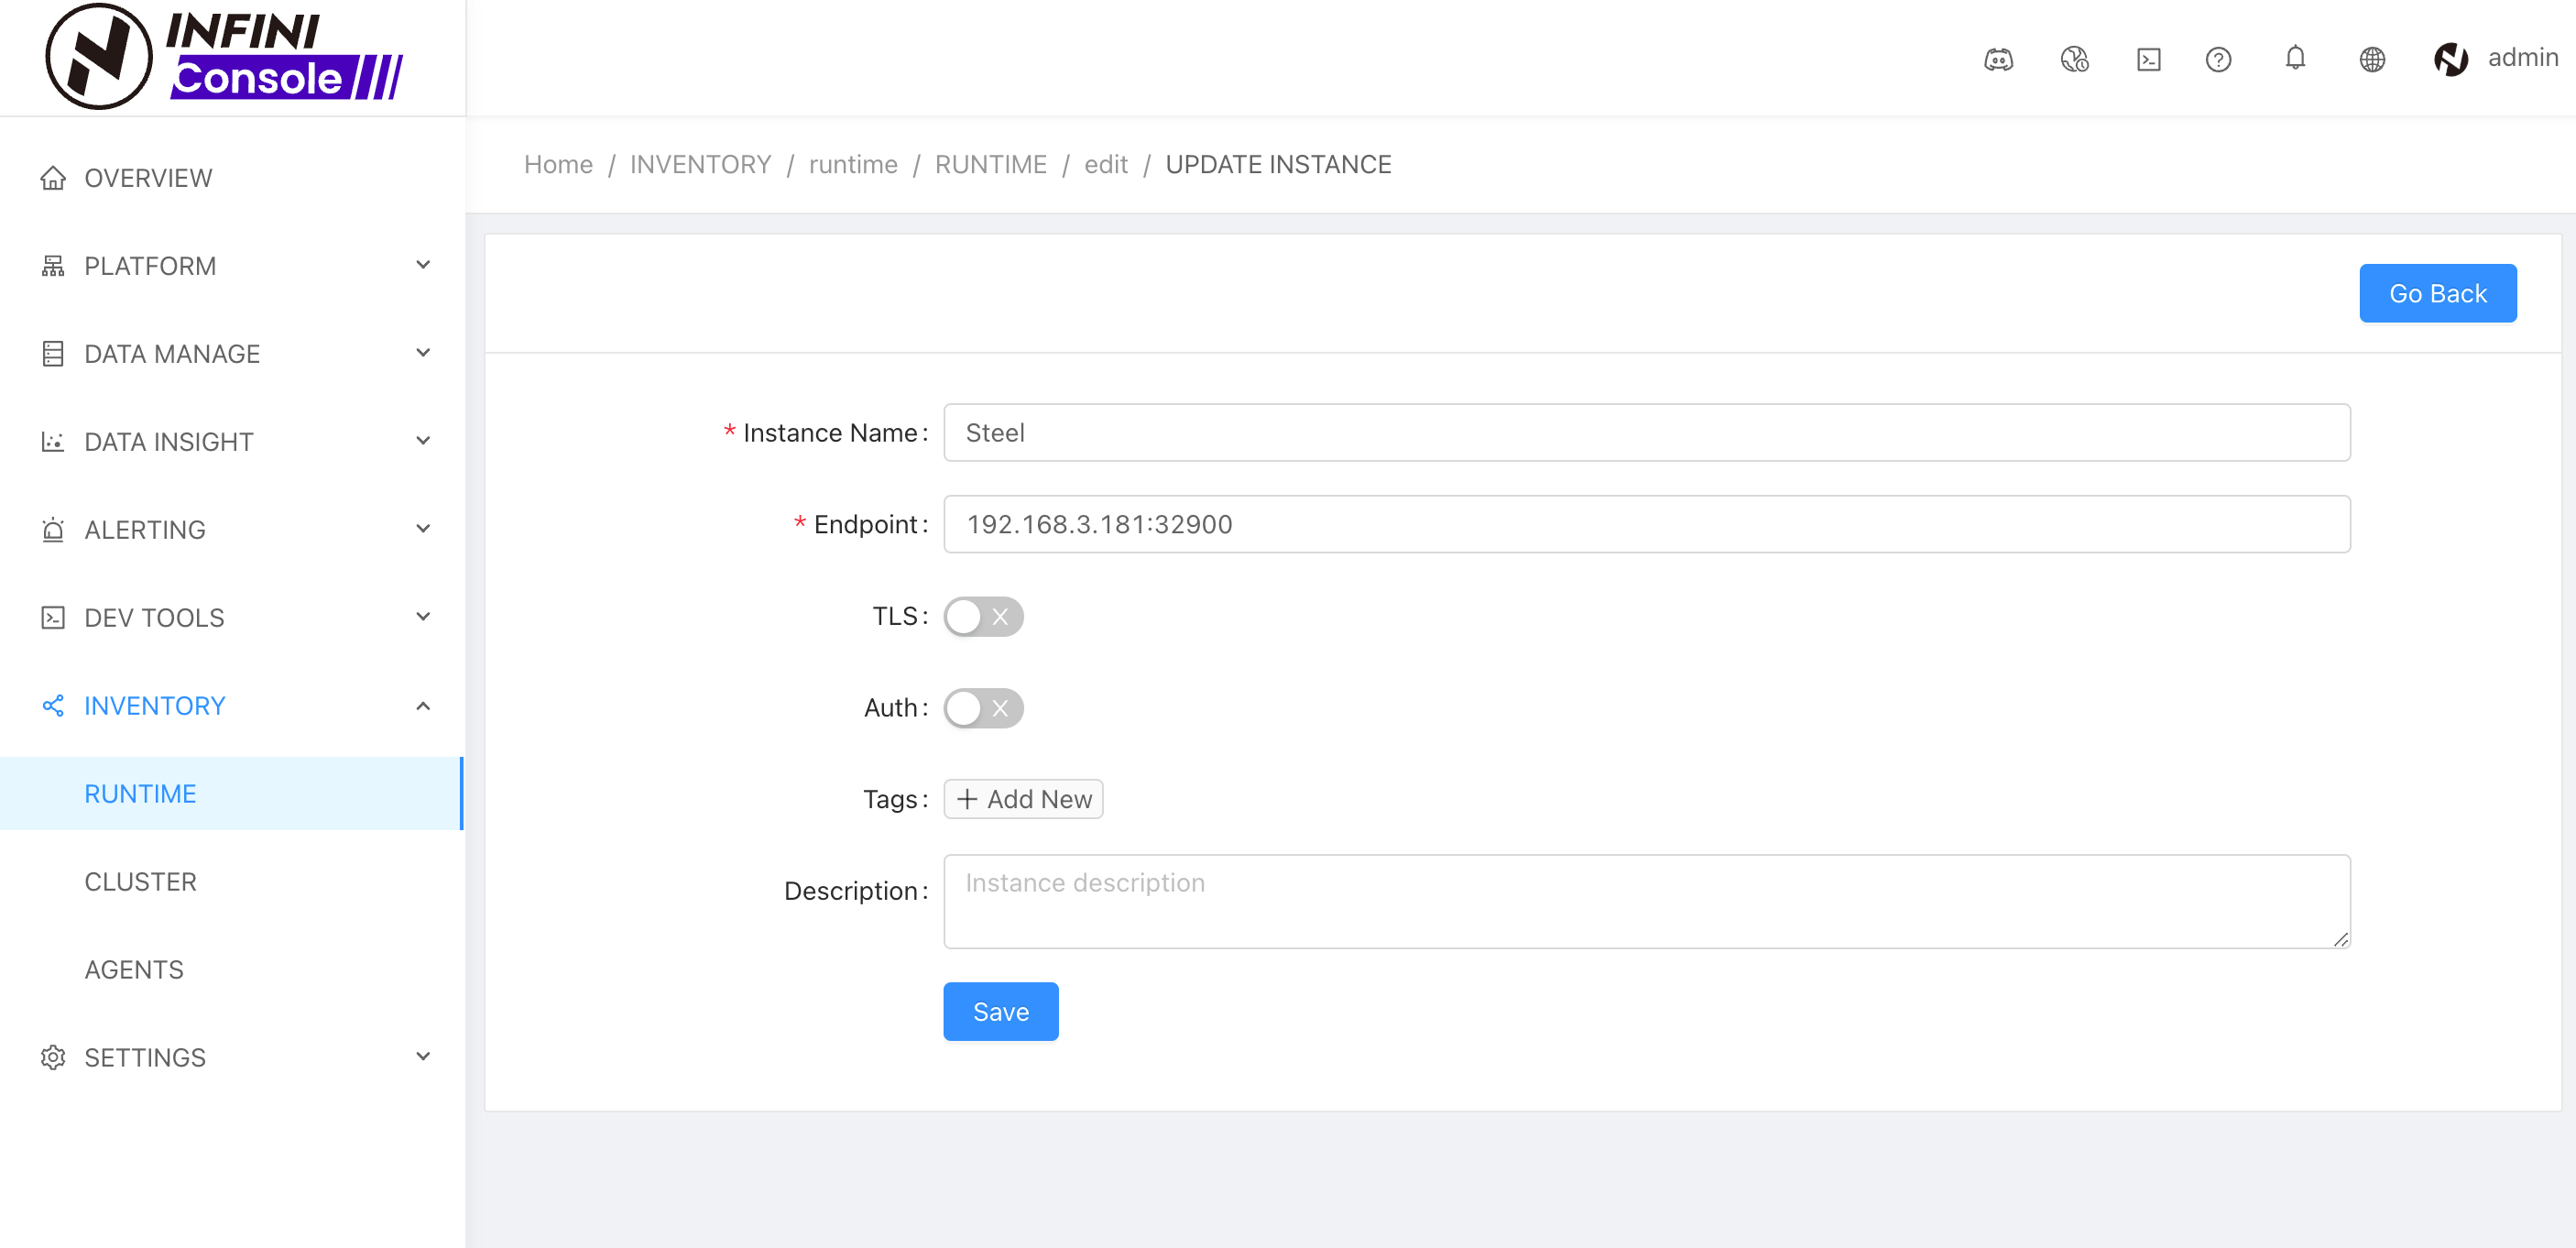 INFINI
Console
admin
OVERVIEW
PLATFORM
DATA MANAGE
DATA INSIGHT
ALERTING
DEV TOOLS
INVENTORY
RUNTIME
CLUSTER
AGENTS
SETTINGS
Home / INVENTORY / runtime / RUNTIME / edit / UPDATE INSTANCE
Go Back
* Instance Name: Steel
* Endpoint: 192.168.3.181:32900
TLS:
Auth:
Tags: + Add New
Description: Instance description
Save